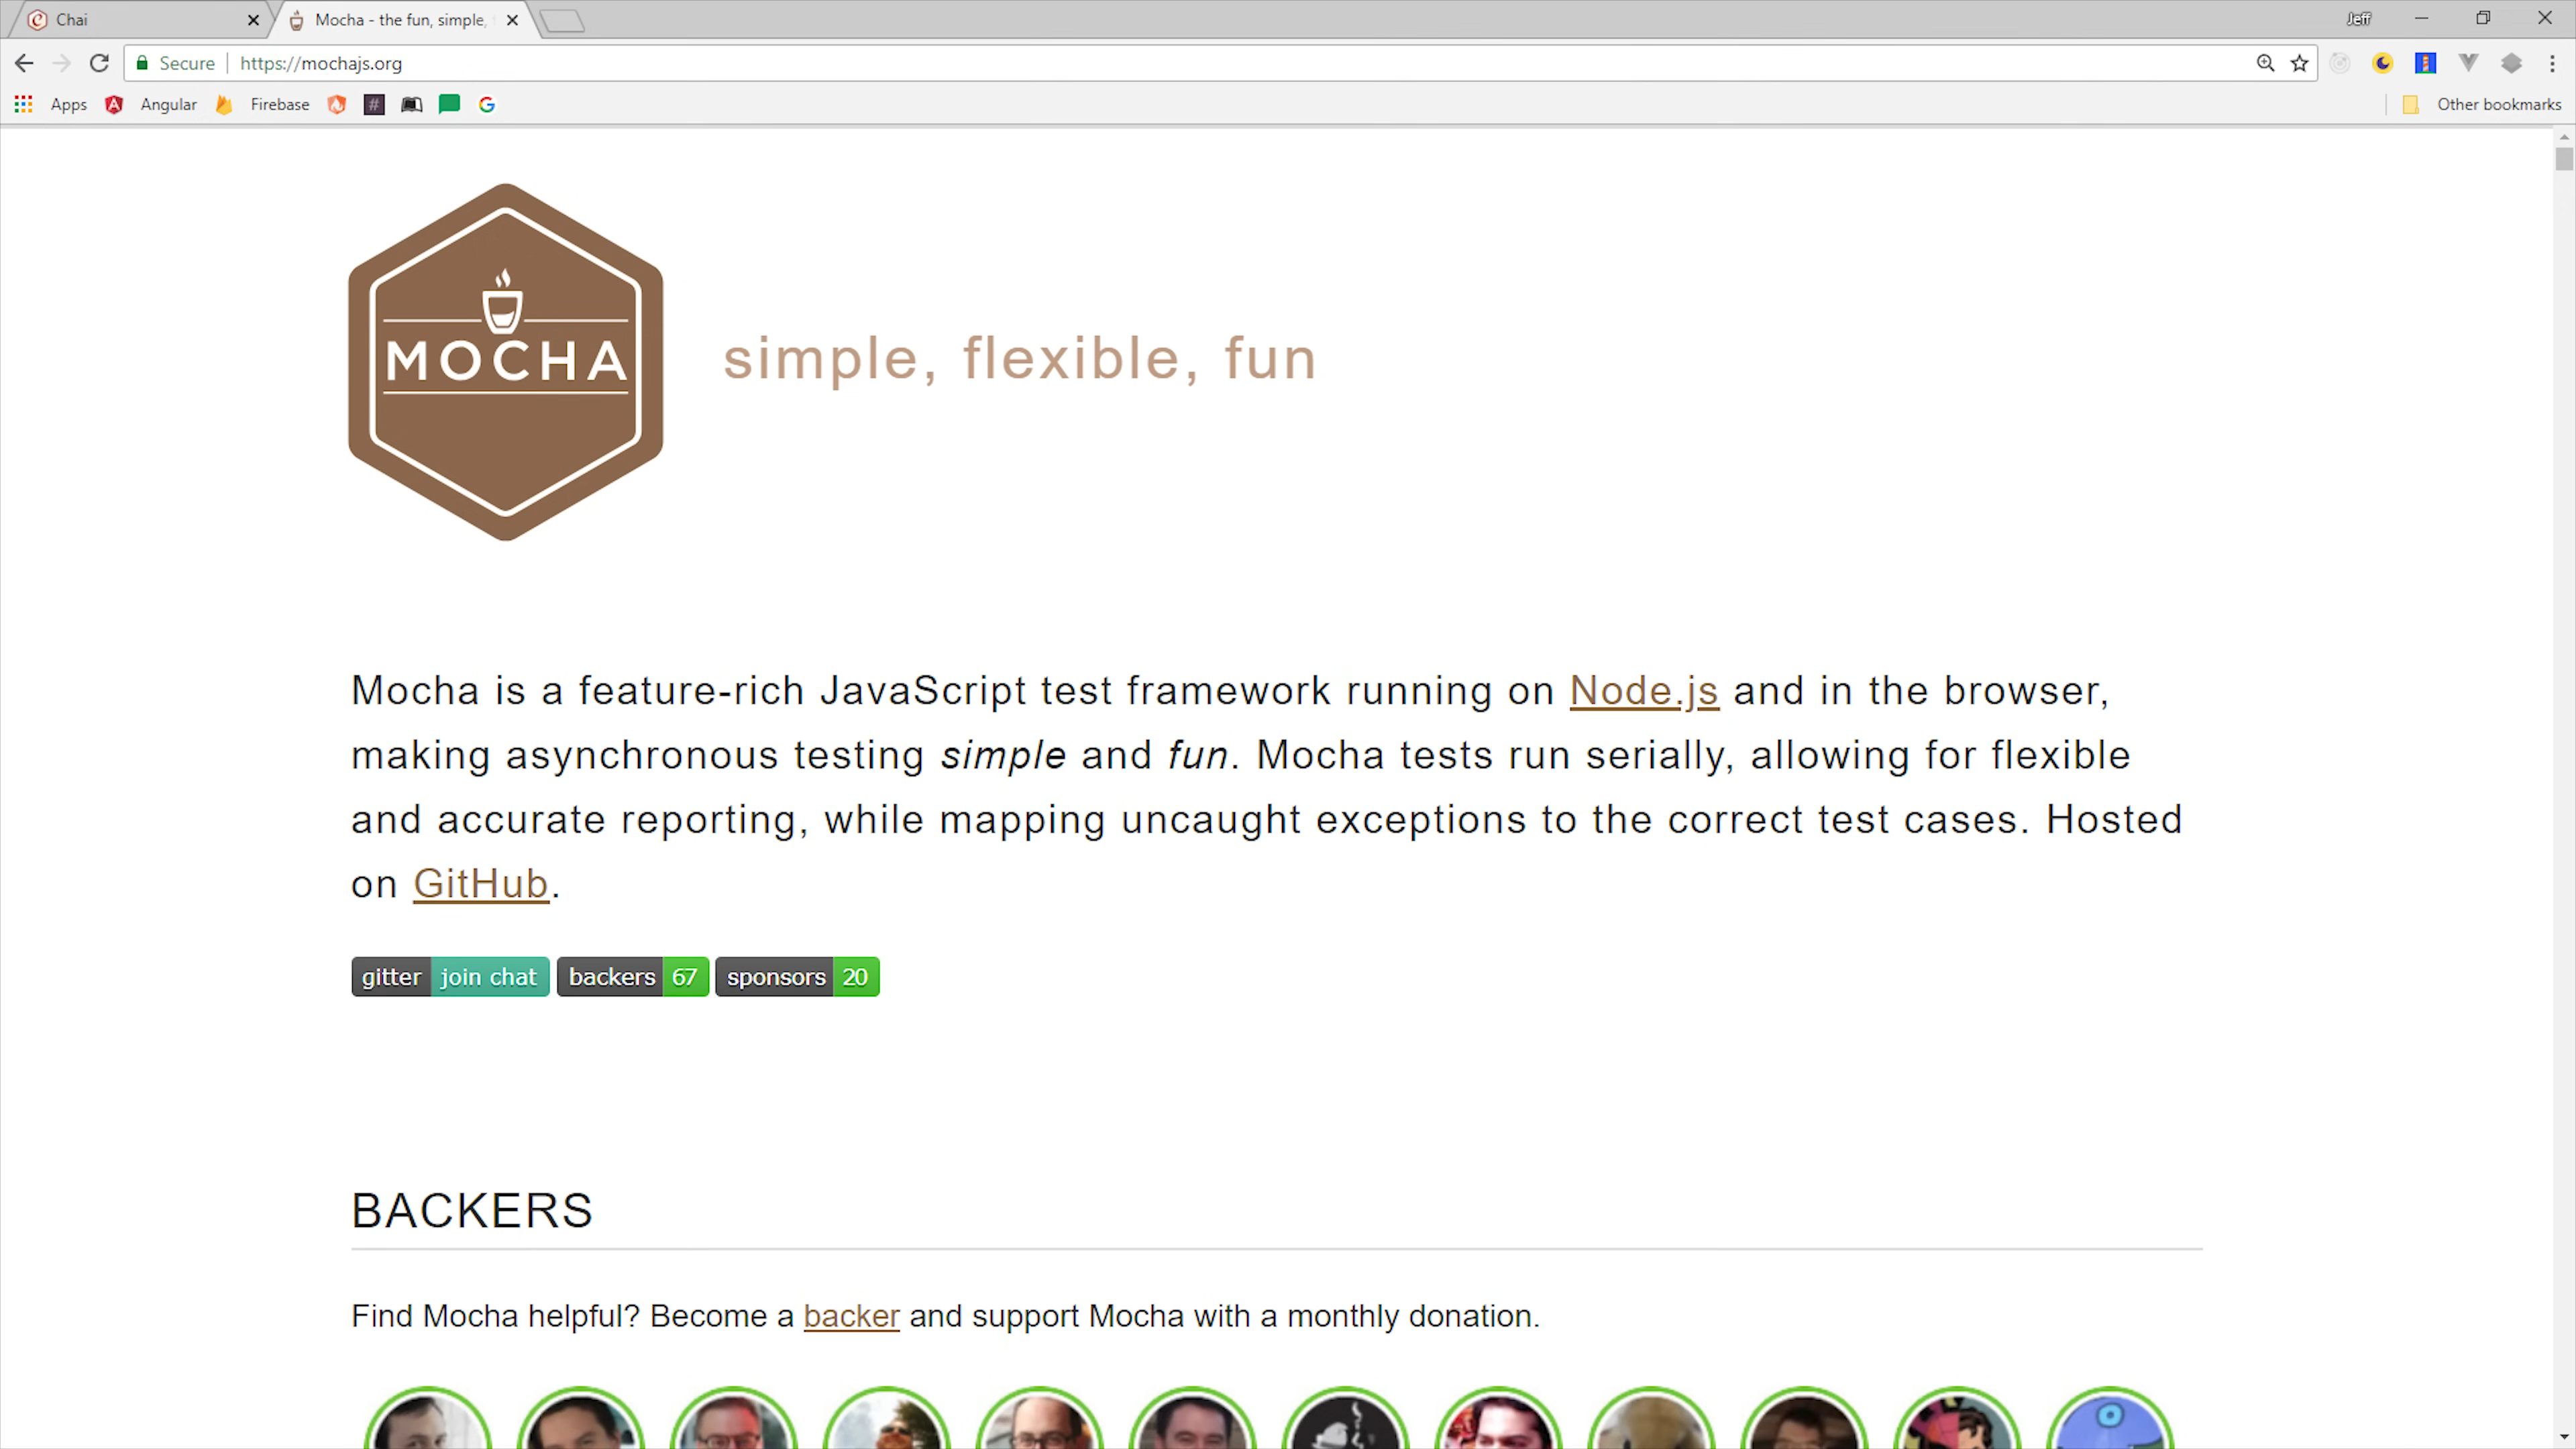 Chai
Mocha - the fun, simple,
Jeff
Secure
https://mochajs.org
Apps
Angular
Firebase
#
Other bookmarks
MOCHA
simple, flexible, fun
Mocha is a feature-rich JavaScript test framework running on Node.js and in the browser,
making asynchronous testing simple and fun. Mocha tests run serially, allowing for flexible
and accurate reporting, while mapping uncaught exceptions to the correct test cases. Hosted
on GitHub.
gitter join chat backers 67 sponsors 20
BACKERS
Find Mocha helpful? Become a backer and support Mocha with a monthly donation.